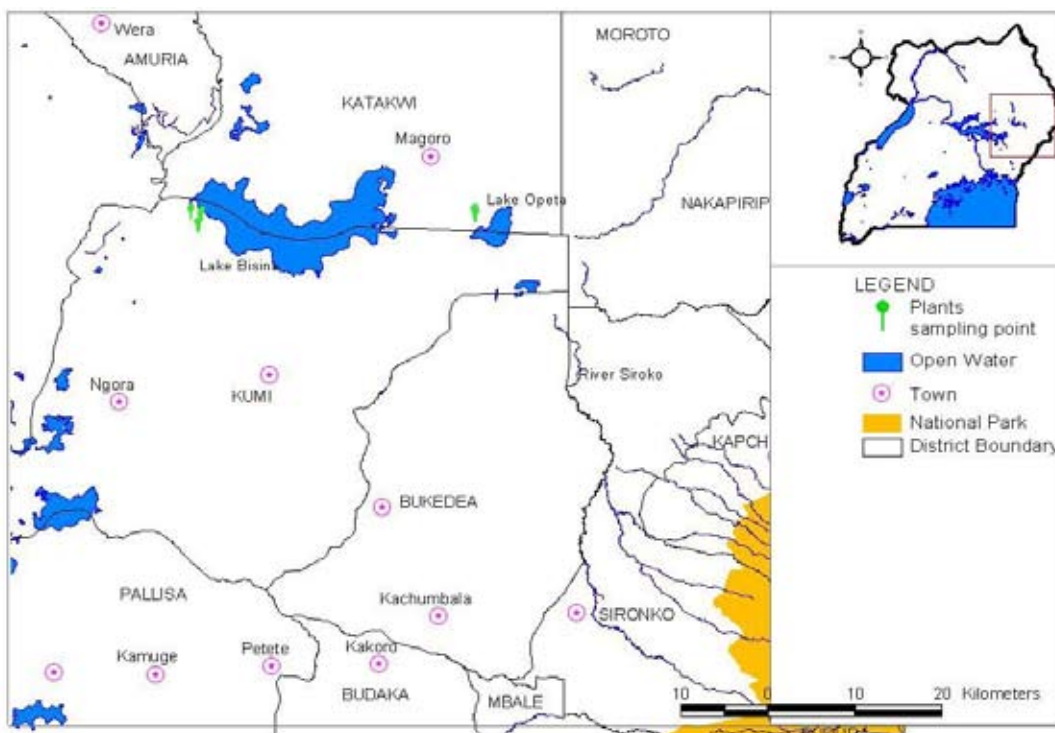 Wera
AMURIA
KATAKWI
Magoro
MOROTO
NAKAPIRIP
Lake Opeta
Lake Bisina
River Siroko
Ngora
KUMI
KAPCH
BUKEDEA
PALLISA
Kachumbala
SIRONKO
Kamuge
Petete
Kakoro
BUDAKA
MBALE
LEGEND
Plants
sampling point
Open Water
Town
National Park
District Boundary
10 0 10 20 Kilometers